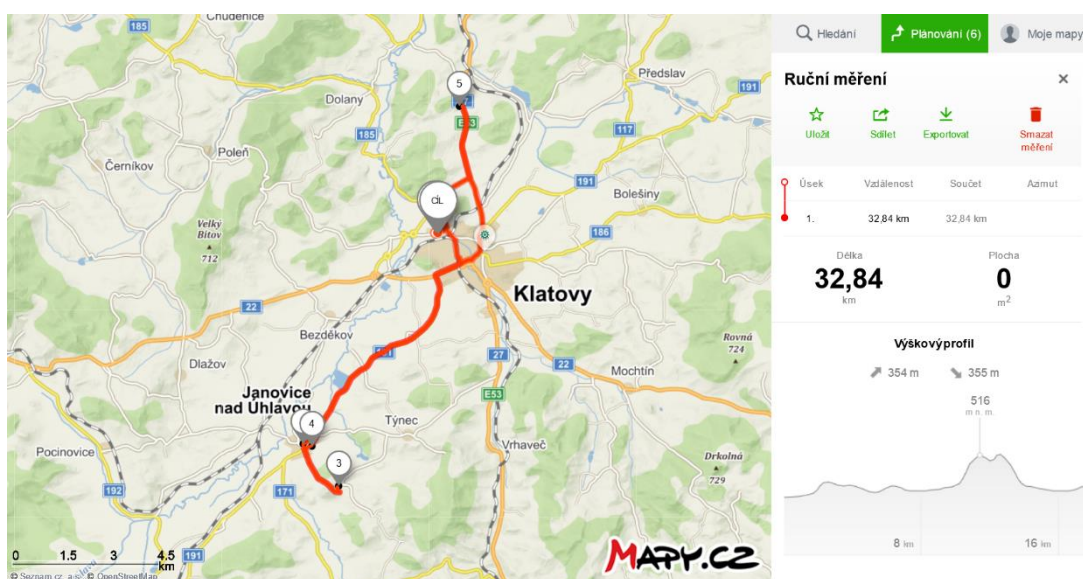 Chudenice
185
Předslav
191
5
27
Dolany
E53
185
117
Poleň
Černíkov
191
Bolešiny
CÍL
Velký
Bítov
712
186
Klatovy
22
Bezděkov
191
Rovná
724
27
22
Dlažov
Mochtín
E53
Janovice
nad Úhlavou
4
Týnec
Pocinovice
Vrhaveč
3
Drkolná
729
192
171
0 1.5 3 4.5
km
191
© Seznam.cz, a.s. © OpenStreetMap
MAPY.CZ
Hledání
Plánování (6)
Moje mapy
Ruční měření ×
Uložit
Sdílet
Exportovat
Smazat
měření
Úsek Vzdálenost Součet Azimut
1. 32,84 km 32,84 km
Délka Plocha
32,84 0
km m²
Výškový profil
354 m 355 m
516
m n. m.
8 km 16 km